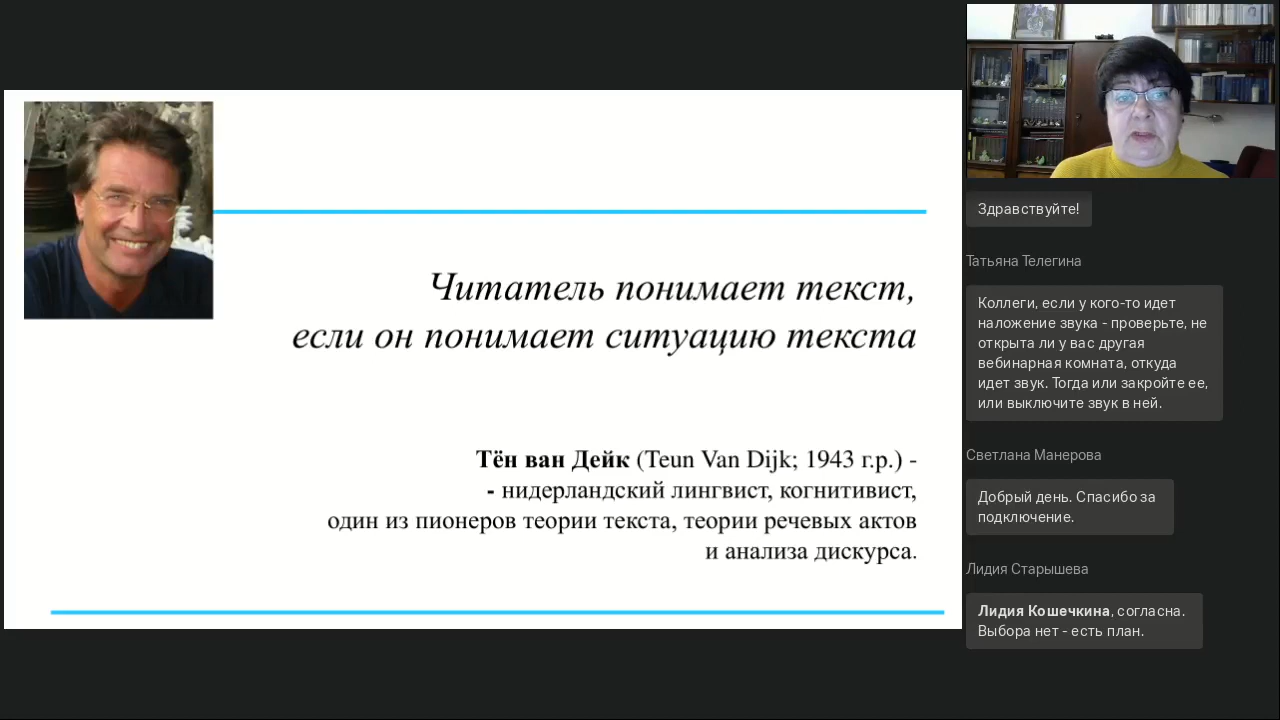 Читатель понимает текст,
если он понимает ситуацию текста
Тён ван Дейк (Teun Van Dijk; 1943 г.р.) -
- нидерландский лингвист, когнитивист,
один из пионеров теории текста, теории речевых актов
и анализа дискурса.
Здравствуйте!
Татьяна Телегина
Коллеги, если у кого-то идет
наложение звука - проверьте, не
открыта ли у вас другая
вебинарная комната, откуда
идет звук. Тогда или закройте ее,
или выключите звук в ней.
Светлана Манерова
Добрый день. Спасибо за
подключение.
Лидия Старышева
Лидия Кошечкина, согласна.
Выбора нет - есть план.